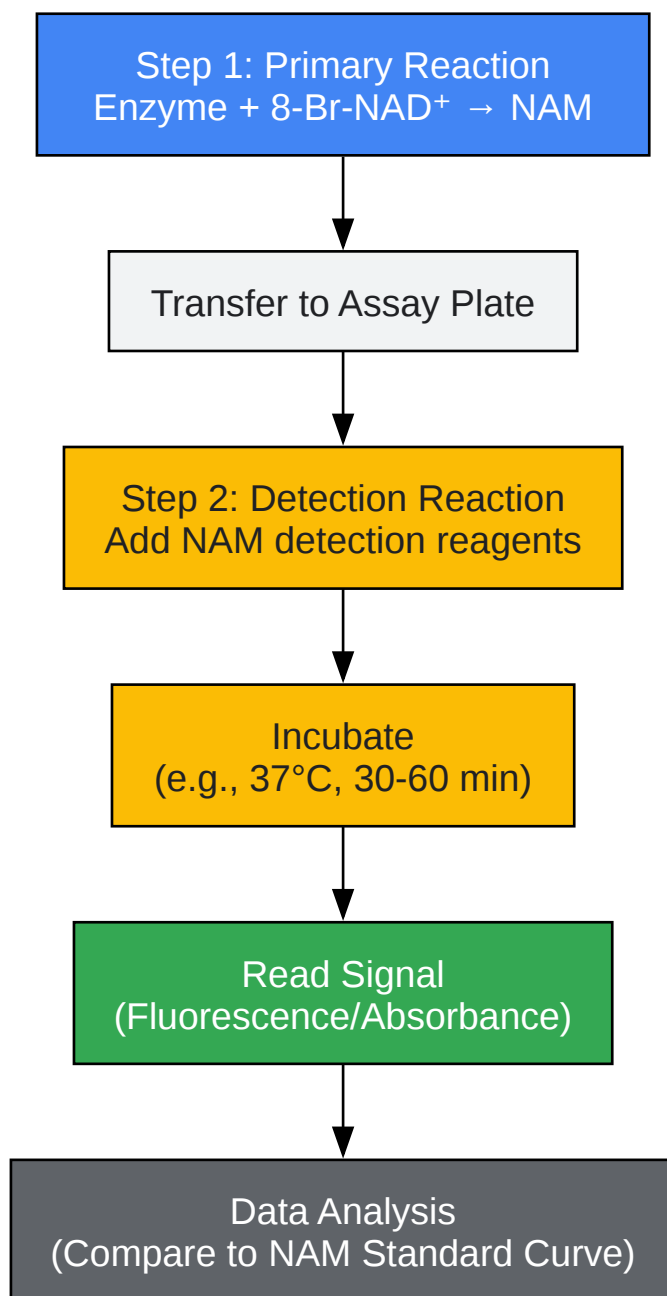 Step 1: Primary Reaction
Enzyme + 8-Br-NAD⁺ → NAM
Transfer to Assay Plate
Step 2: Detection Reaction
Add NAM detection reagents
Incubate
(e.g., 37°C, 30-60 min)
Read Signal
(Fluorescence/Absorbance)
Data Analysis
(Compare to NAM Standard Curve)